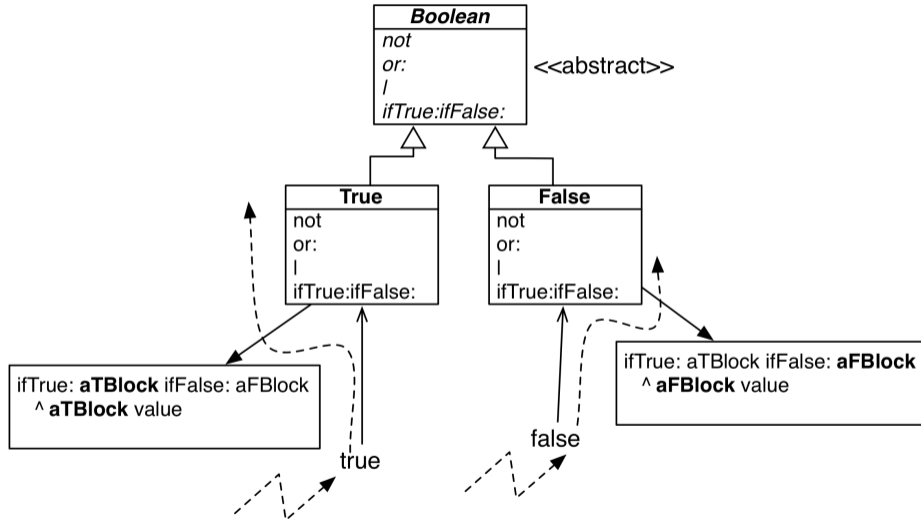 Boolean
not
or:
|
ifTrue:ifFalse:
<<abstract>>
True
not
or:
|
ifTrue:ifFalse:
False
not
or:
|
ifTrue:ifFalse:
ifTrue: aTBlock ifFalse: aFBlock
^ aTBlock value
ifTrue: aTBlock ifFalse: aFBlock
^ aFBlock value
true
false